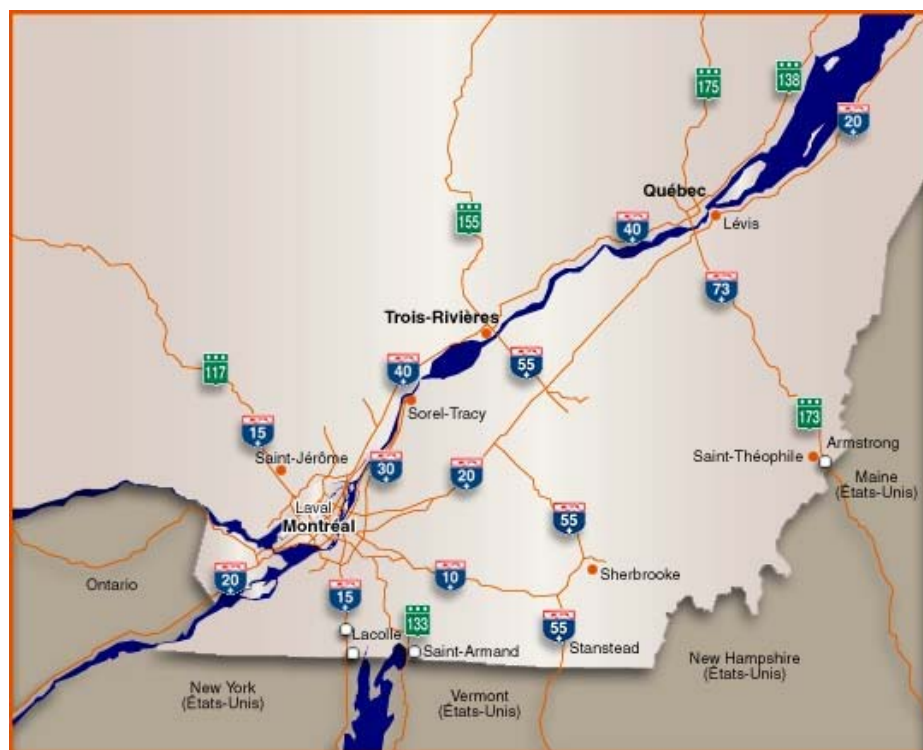 175
138
20
Québec
155
40
Lévis
73
Trois-Rivières
55
117
40
Sorel-Tracy
173
15
Saint-Jérôme
30
20
Saint-Théophile
Armstrong
Maine
(États-Unis)
Laval
Montréal
55
Ontario
20
15
10
Sherbrooke
133
55
Lacolle
Saint-Armand
Stanstead
New York
(États-Unis)
Vermont
(États-Unis)
New Hampshire
(États-Unis)